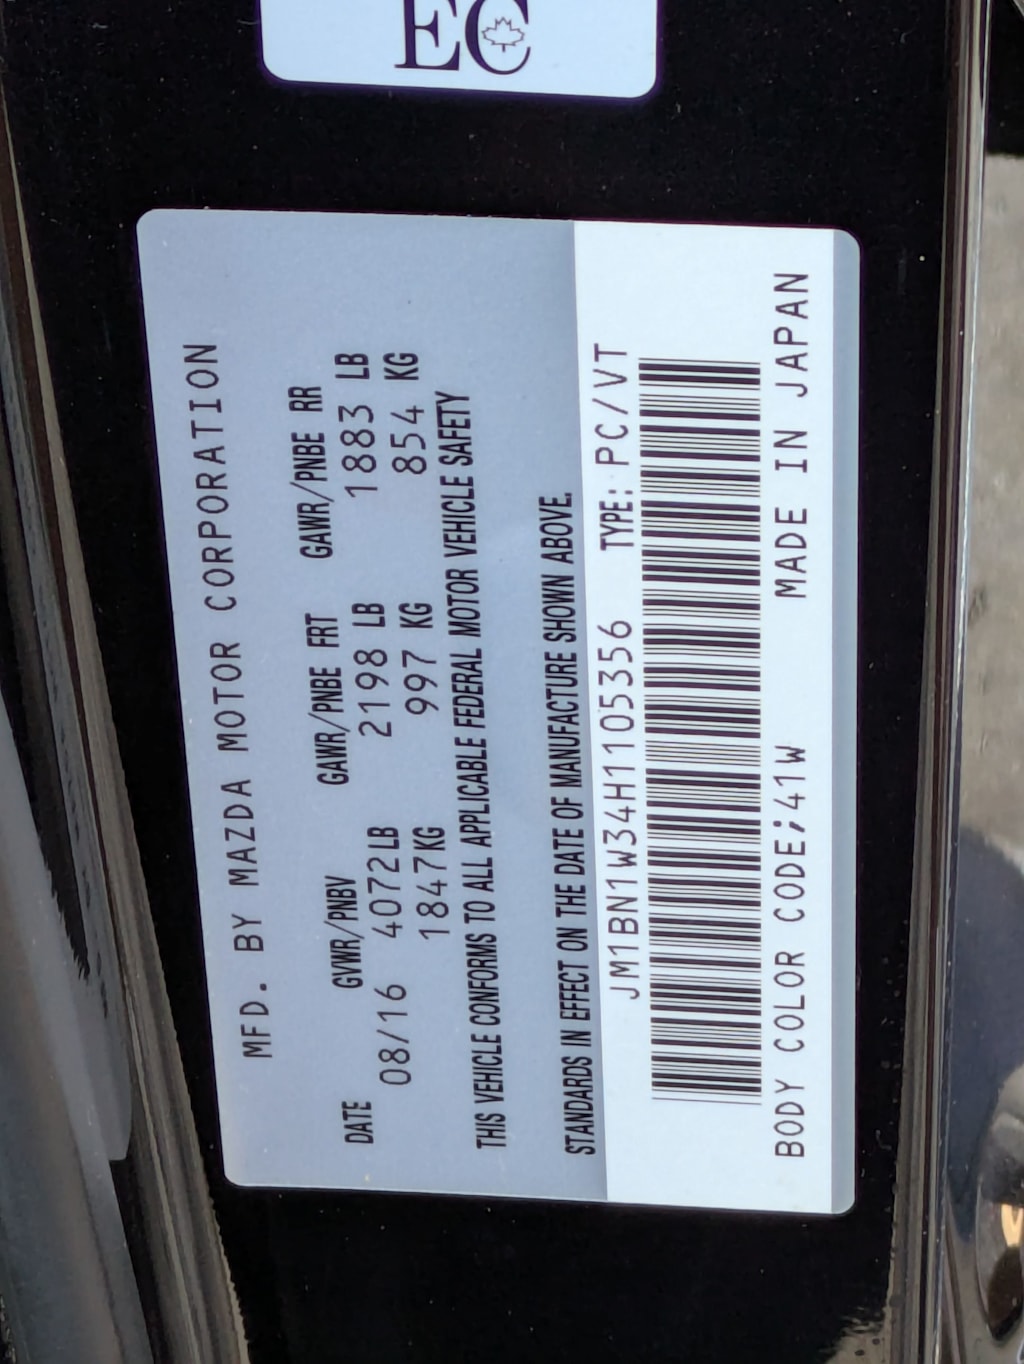 EC
MFD. BY MAZDA MOTOR CORPORATION
DATE GVWR/PNBV GAWR/PNBE FRT GAWR/PNBE RR
08/16 4072LB 2198 LB 1883 LB
1847KG 997 KG 854 KG
THIS VEHICLE CONFORMS TO ALL APPLICABLE FEDERAL MOTOR VEHICLE SAFETY
STANDARDS IN EFFECT ON THE DATE OF MANUFACTURE SHOWN ABOVE.
JM1BN1W34H1105356 TYPE: PC/VT
BODY COLOR CODE;41W MADE IN JAPAN